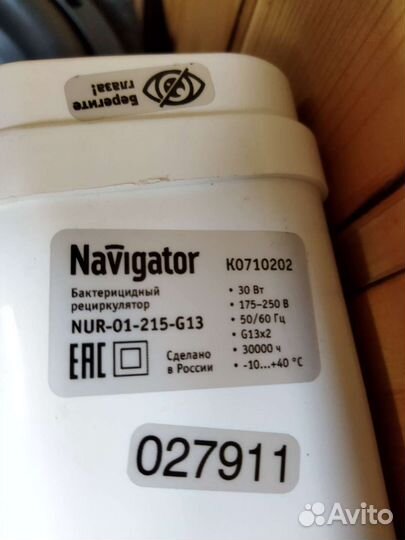 Берегите
глаза!
Navigator
K0710202
Бактерицидный
рециркулятор
NUR-01-215-G13
• 30 Вт
• 175-250 В
• 50/60 Гц
• G13x2
• 30000 ч
• -10...+40 °C
EAC
Сделано
в России
027911
Avito